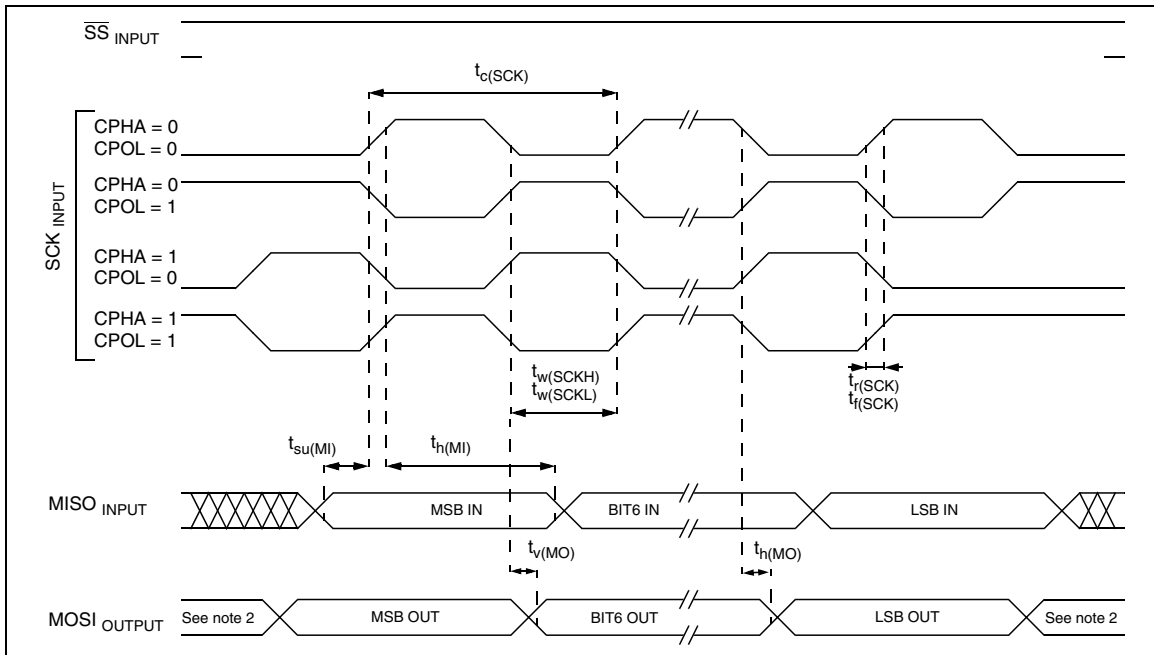 SS INPUT
tc(SCK)
SCK INPUT
CPHA = 0
CPOL = 0
CPHA = 0
CPOL = 1
CPHA = 1
CPOL = 0
CPHA = 1
CPOL = 1
tw(SCKH)
tw(SCKL)
tr(SCK)
tf(SCK)
tsu(MI)
th(MI)
MISO INPUT
MSB IN
BIT6 IN
LSB IN
tv(MO)
th(MO)
MOSI OUTPUT
See note 2
MSB OUT
BIT6 OUT
LSB OUT
See note 2